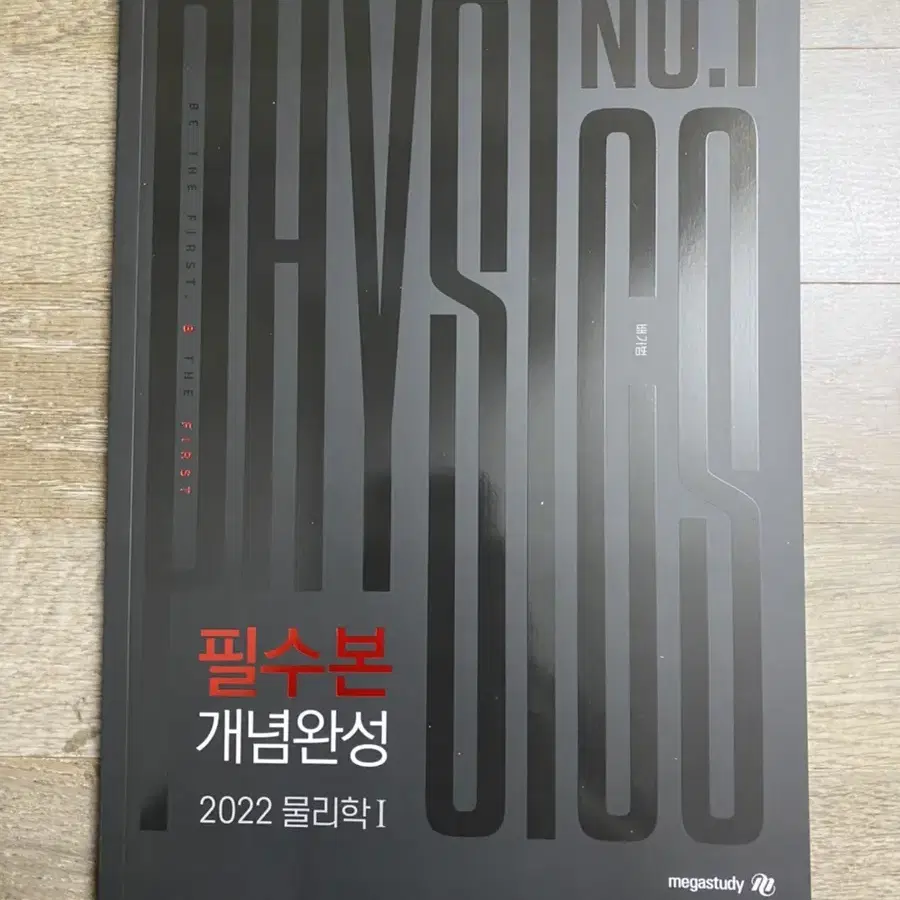 NO.1
PHYSICS
BE THE FIRST, B THE FIRST
배기범
필수본
개념완성
2022 물리학 I
megastudy